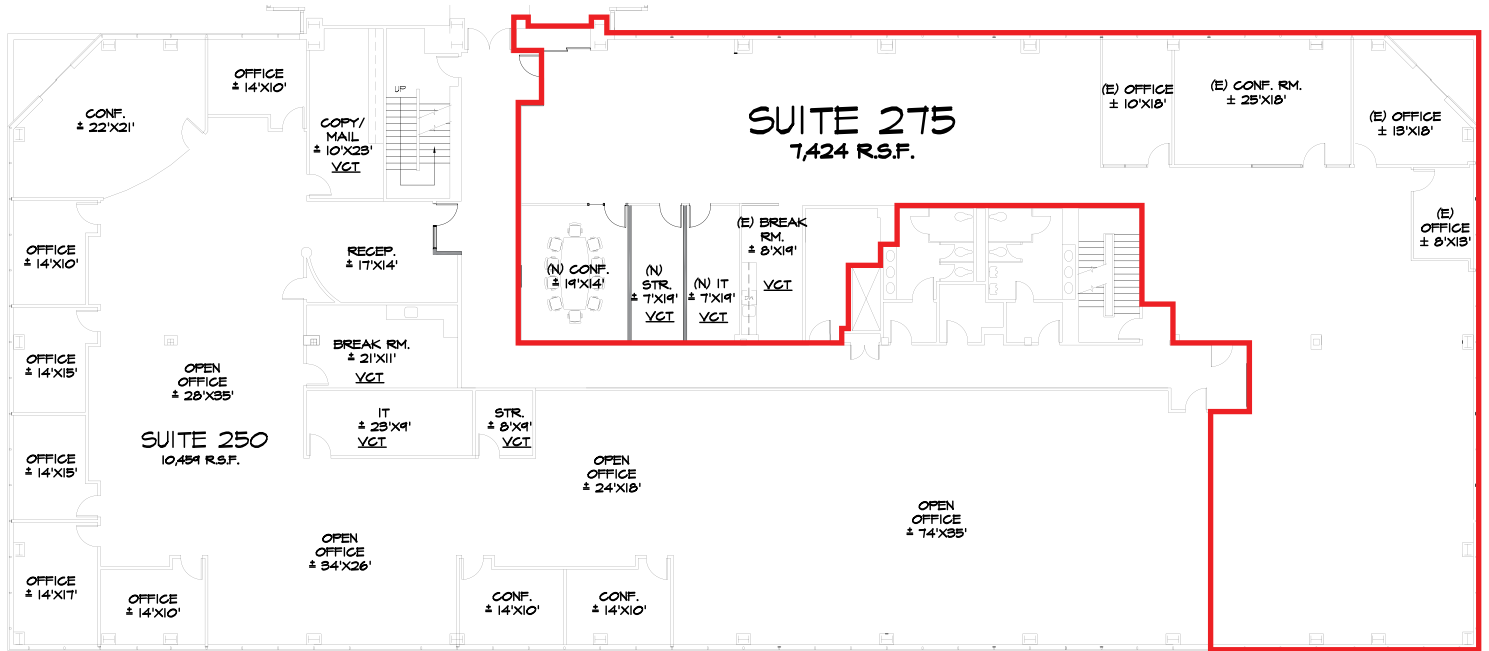 CONF.
± 22'X21'
OFFICE
± 14'X10'
COPY/
MAIL
± 10'X23'
VCT
UP
SUITE 275
7,424 R.S.F.
(E) OFFICE
± 10'X18'
(E) CONF. RM.
± 25'X18'
(E) OFFICE
± 13'X18'
(E)
OFFICE
± 8'X13'
OFFICE
± 14'X10'
RECEP.
± 17'X14'
(N) CONF.
± 19'X14'
(N)
STR.
± 7'X19'
VCT
(N) IT
± 7'X19'
VCT
(E) BREAK
RM.
± 8'X19'
VCT
OFFICE
± 14'X15'
OPEN
OFFICE
± 28'X35'
BREAK RM.
± 21'X11'
VCT
SUITE 250
10,459 R.S.F.
IT
± 23'X9'
VCT
STR.
± 8'X9'
VCT
OFFICE
± 14'X15'
OPEN
OFFICE
± 24'X18'
OPEN
OFFICE
± 74'X35'
OPEN
OFFICE
± 34'X26'
OFFICE
± 14'X17'
OFFICE
± 14'X10'
CONF.
± 14'X10'
CONF.
± 14'X10'